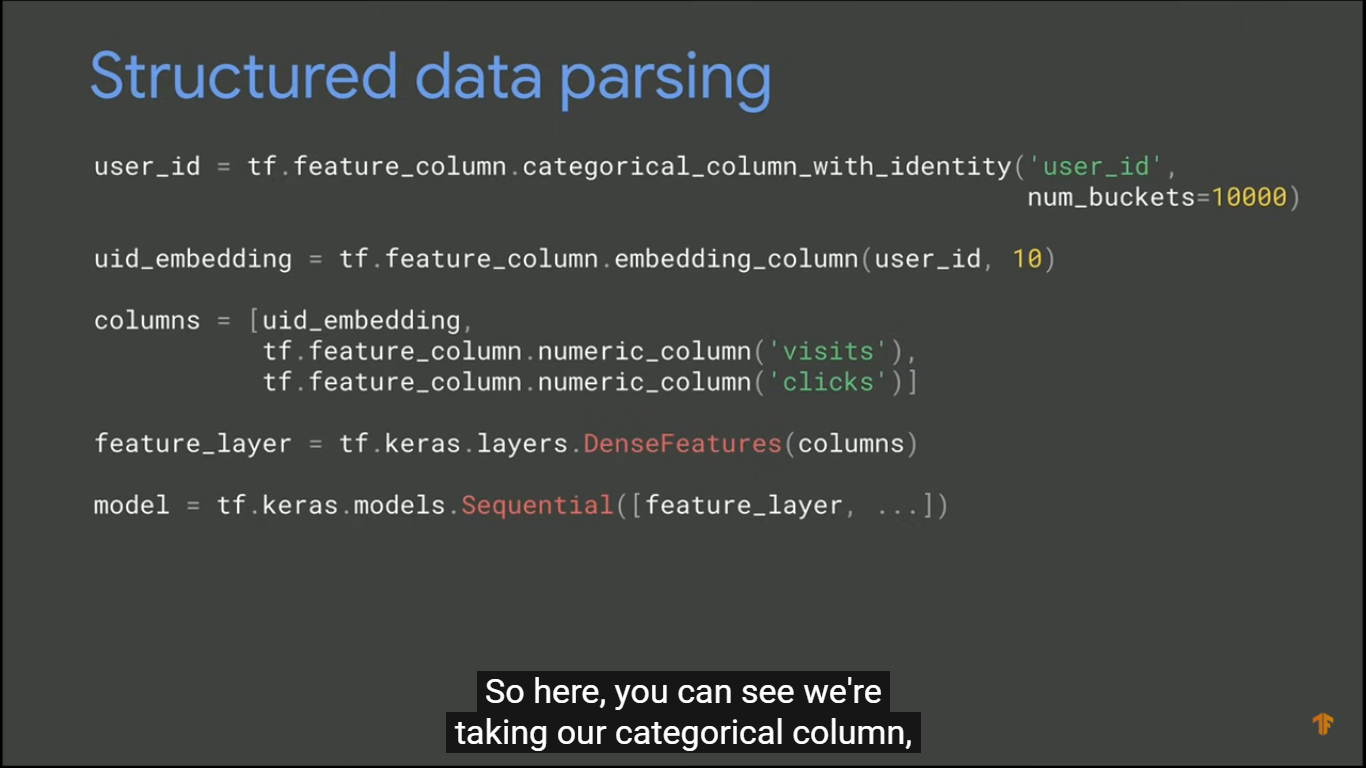 Structured data parsing
user_id = tf.feature_column.categorical_column_with_identity('user_id',
num_buckets=10000)
uid_embedding = tf.feature_column.embedding_column(user_id, 10)
columns = [uid_embedding,
tf.feature_column.numeric_column('visits'),
tf.feature_column.numeric_column('clicks')]
feature_layer = tf.keras.layers.DenseFeatures(columns)
model = tf.keras.models.Sequential([feature_layer, ...])
So here, you can see we're
taking our categorical column,